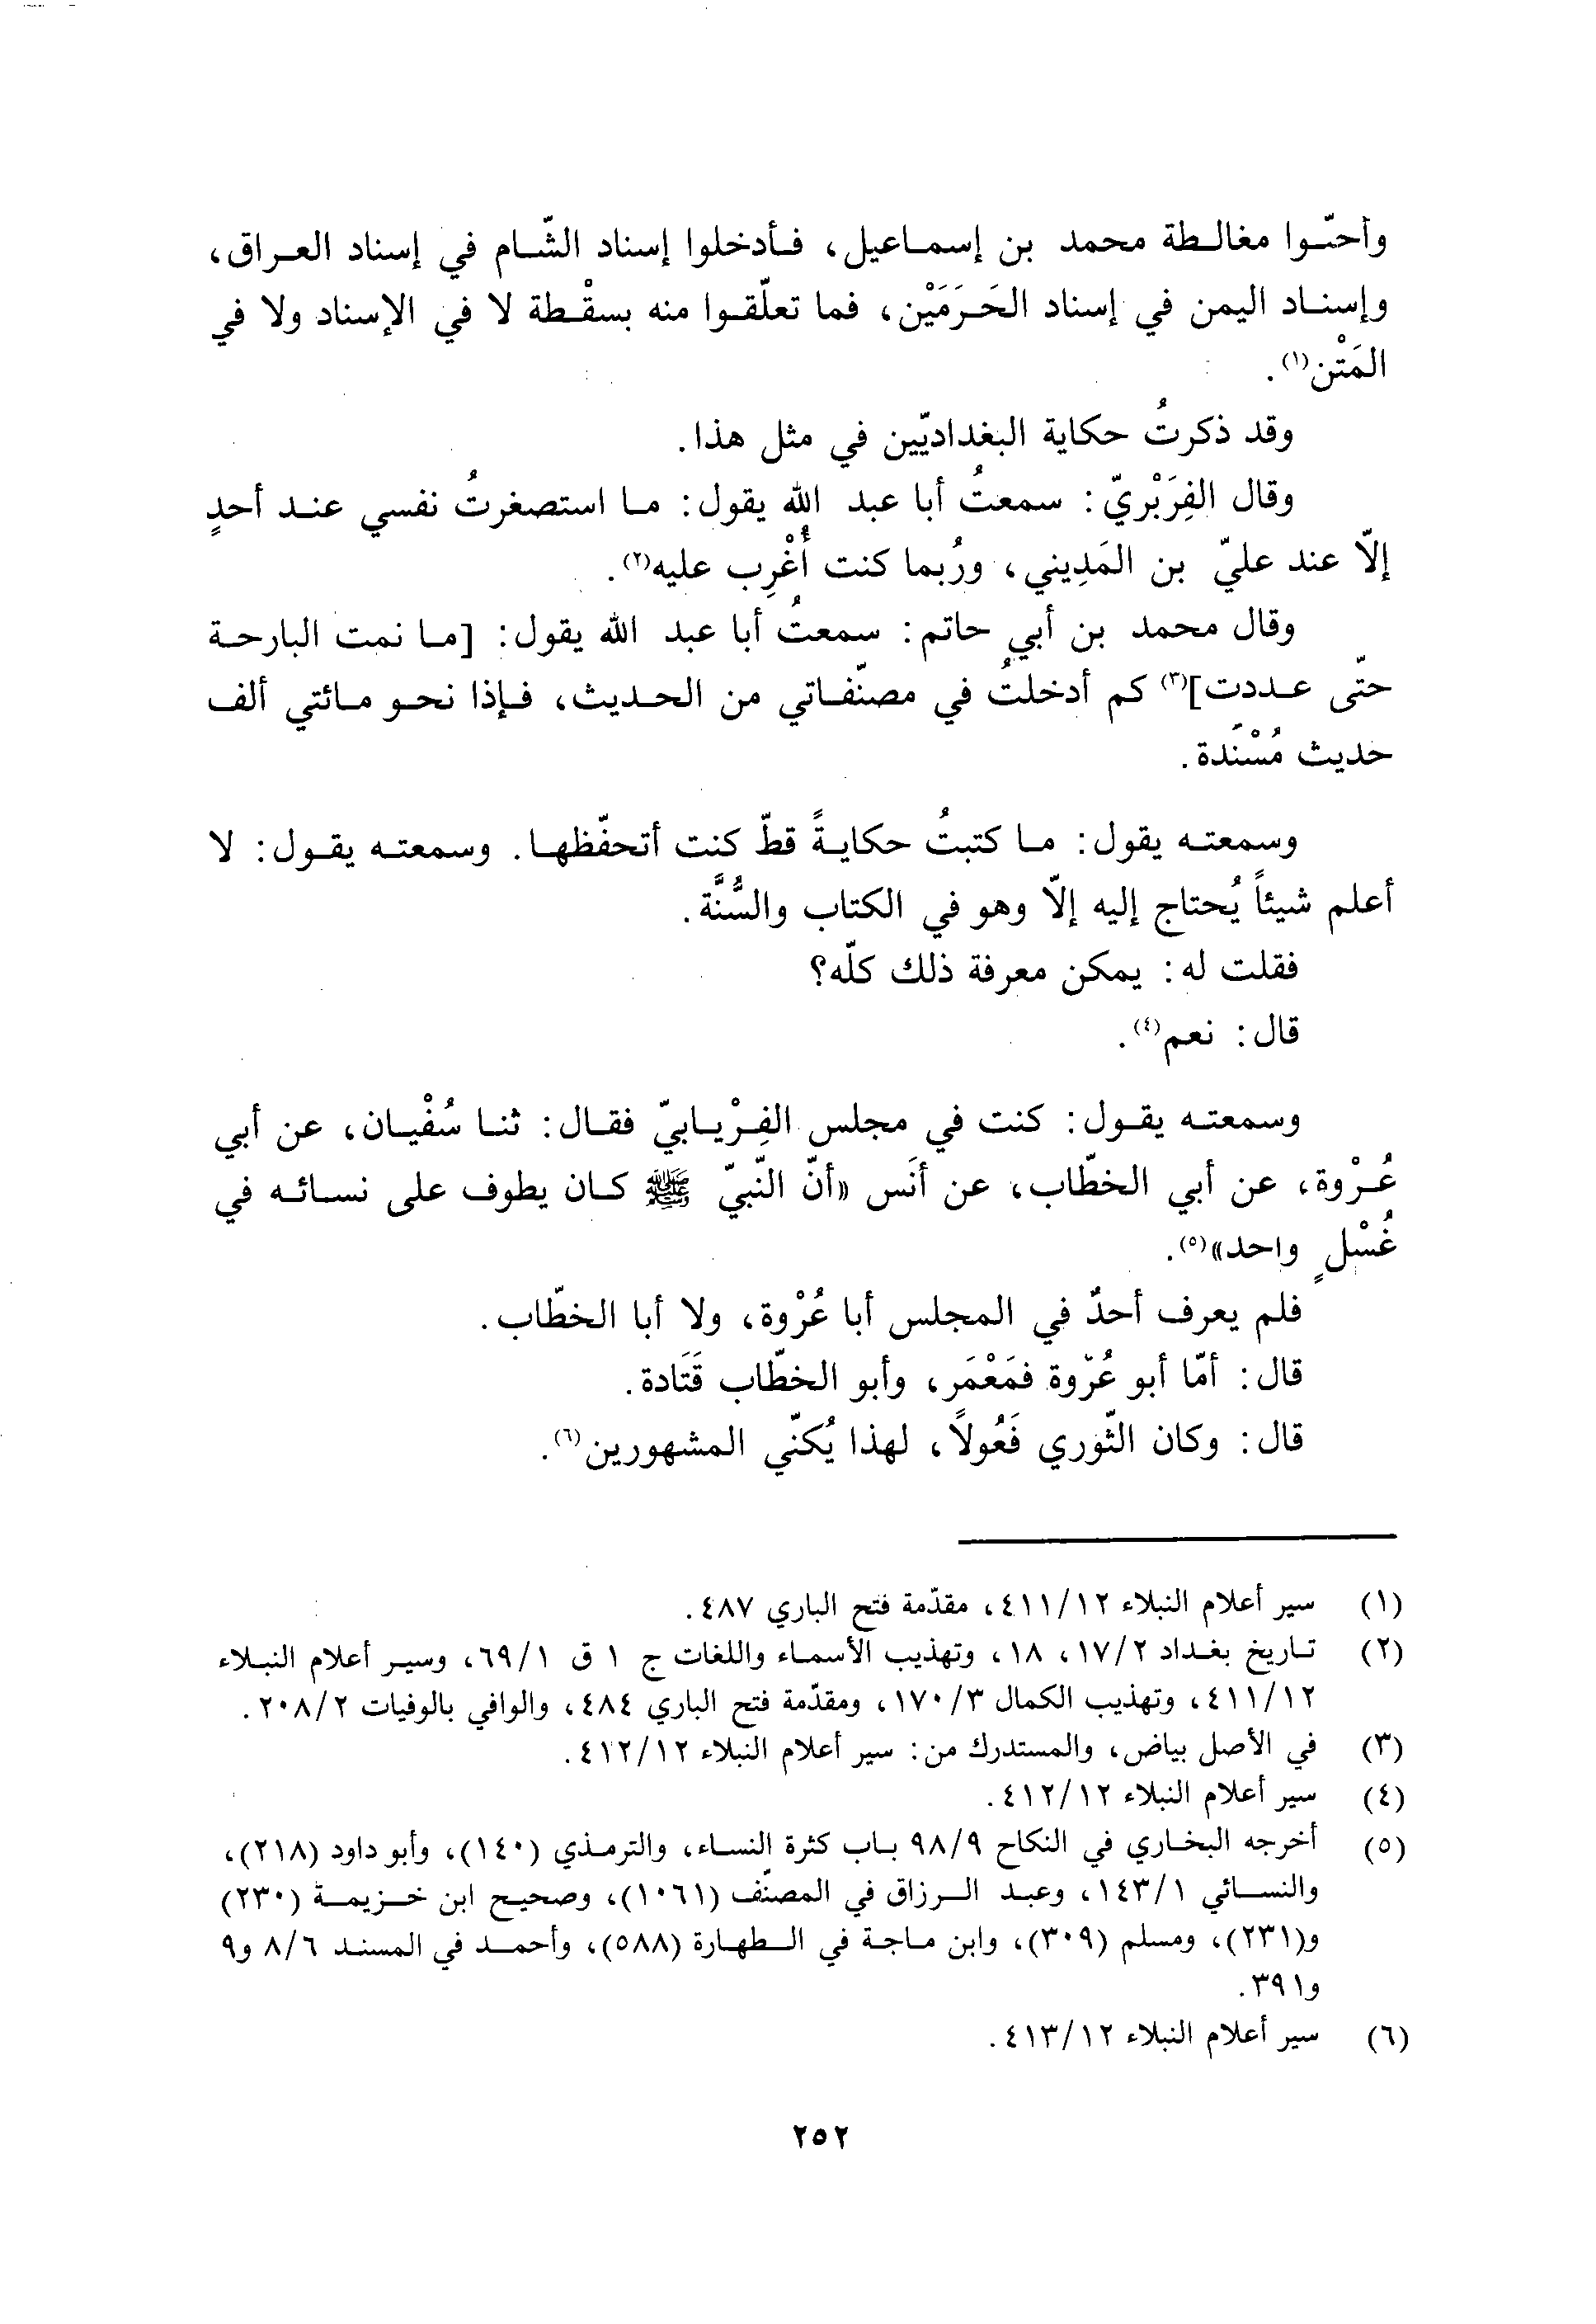 وأحبّوا مغالطة محمد بن إسماعيل، فأدخلوا إسناد الشّام في إسناد العراق،
وإسناد اليمن في إسناد الحَرَمَيْن، فما تعلّقوا منه بسقْطة لا في الإسناد ولا في
المَتْن(١).
وقد ذكرتُ حكاية البغداديّين في مثل هذا.
وقال الفِرَبْريّ: سمعتُ أبا عبد الله يقول: ما استصغرتُ نفسي عند أحدٍ
إلّا عند عليّ بن المَدِيني، ورُبما كنت أُغْرِب عليه(٢).
وقال محمد بن أبي حاتم: سمعتُ أبا عبد الله يقول: [ما نمت البارحة
حتّى عددت](٣) كم أدخلتُ في مصنّفاتي من الحديث، فإذا نحو مائتي ألف
حديث مُسْنَدة.
وسمعته يقول: ما كتبتُ حكايةً قطّ كنت أتحفّظها. وسمعته يقول: لا
أعلم شيئاً يُحتاج إليه إلّا وهو في الكتاب والسُّنَّة.
فقلت له: يمكن معرفة ذلك كلّه؟
قال: نعم(٤).
وسمعته يقول: كنت في مجلس الفِرْيابيّ فقال: ثنا سُفْيان، عن أبي
عُرْوة، عن أبي الخطّاب، عن أنَس «أنّ النّبيّ ﷺ كان يطوف على نسائه في
غُسْلٍ واحد»(٥).
فلم يعرف أحدٌ في المجلس أبا عُرْوة، ولا أبا الخطّاب.
قال: أمّا أبو عُرْوة فمَعْمَر، وأبو الخطّاب قَتَادة.
قال: وكان الثّوري فَعُولاً، لهذا يُكنّي المشهورين(٦).
(١) سير أعلام النبلاء ٤١١/١٢، مقدّمة فتح الباري ٤٨٧.
(٢) تاريخ بغداد ١٧/٢، ١٨، وتهذيب الأسماء واللغات ج ١ ق ٦٩/١، وسير أعلام النبلاء
٤١١/١٢، وتهذيب الكمال ١٧٠/٣، ومقدّمة فتح الباري ٤٨٤، والوافي بالوفيات ٢٠٨/٢.
(٣) في الأصل بياض، والمستدرك من: سير أعلام النبلاء ٤١٢/١٢.
(٤) سير أعلام النبلاء ٤١٢/١٢.
(٥) أخرجه البخاري في النكاح ٩٨/٩ باب كثرة النساء، والترمذي (١٤٠)، وأبو داود (٢١٨)،
والنسائي ١٤٣/١، وعبد الرزاق في المصنّف (١٠٦١)، وصحيح ابن خزيمة (٢٣٠)
و(٢٣١)، ومسلم (٣٠٩)، وابن ماجة في الطهارة (٥٨٨)، وأحمد في المسند ٨/٦ و٩
و٣٩١.
(٦) سير أعلام النبلاء ٤١٣/١٢.
٢٥٢